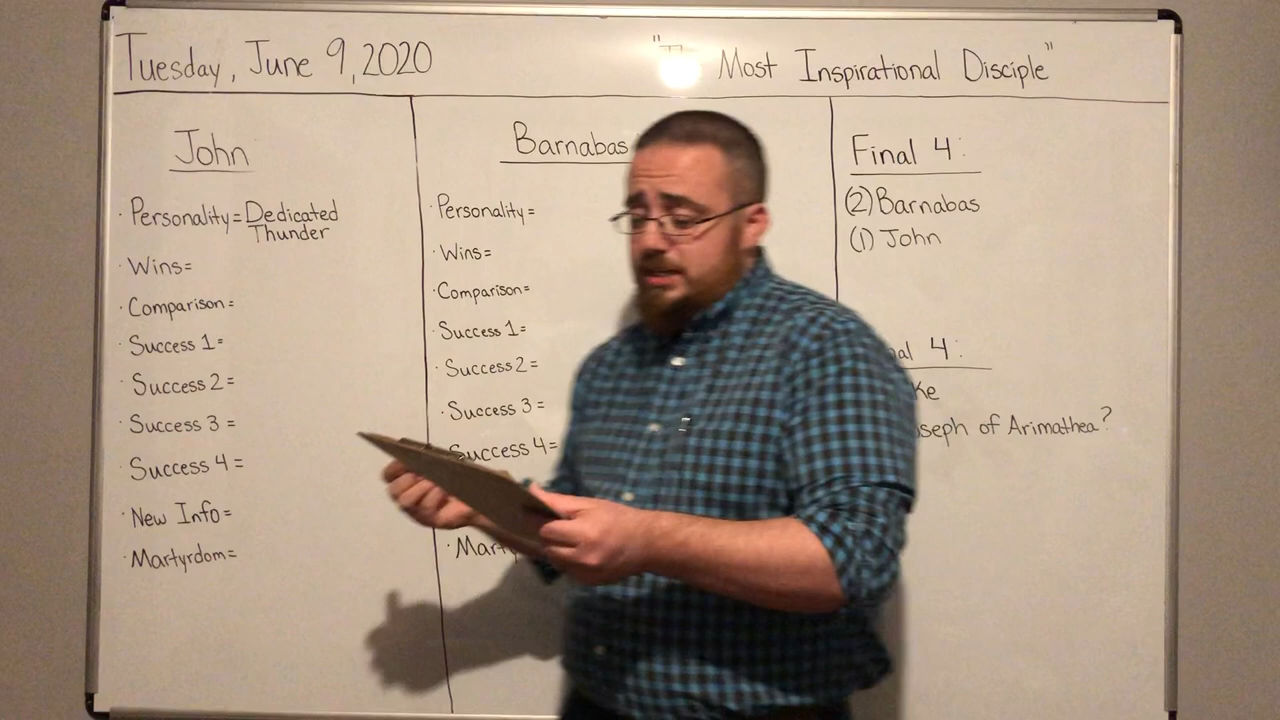 Tuesday, June 9, 2020
" Most Inspirational Disciple"
John
· Personality = Dedicated
Thunder
· Wins=
· Comparison=
· Success 1=
· Success 2=
· Success 3=
· Success 4=
· New Info=
· Martyrdom=
Barnabas
· Personality=
· Wins=
· Comparison=
· Success 1=
· Success 2=
· Success 3=
· Success 4=
Final 4:
(2) Barnabas
(1) John
4:
of Arimathea?